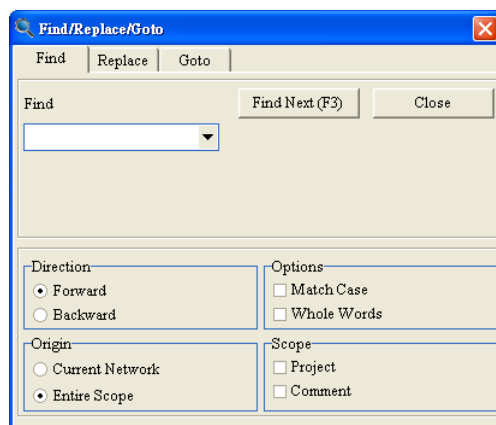 Find/Replace/Goto
Find Replace Goto
Find Find Next (F3) Close
Direction
Forward
Backward
Options
Match Case
Whole Words
Origin
Current Network
Entire Scope
Scope
Project
Comment